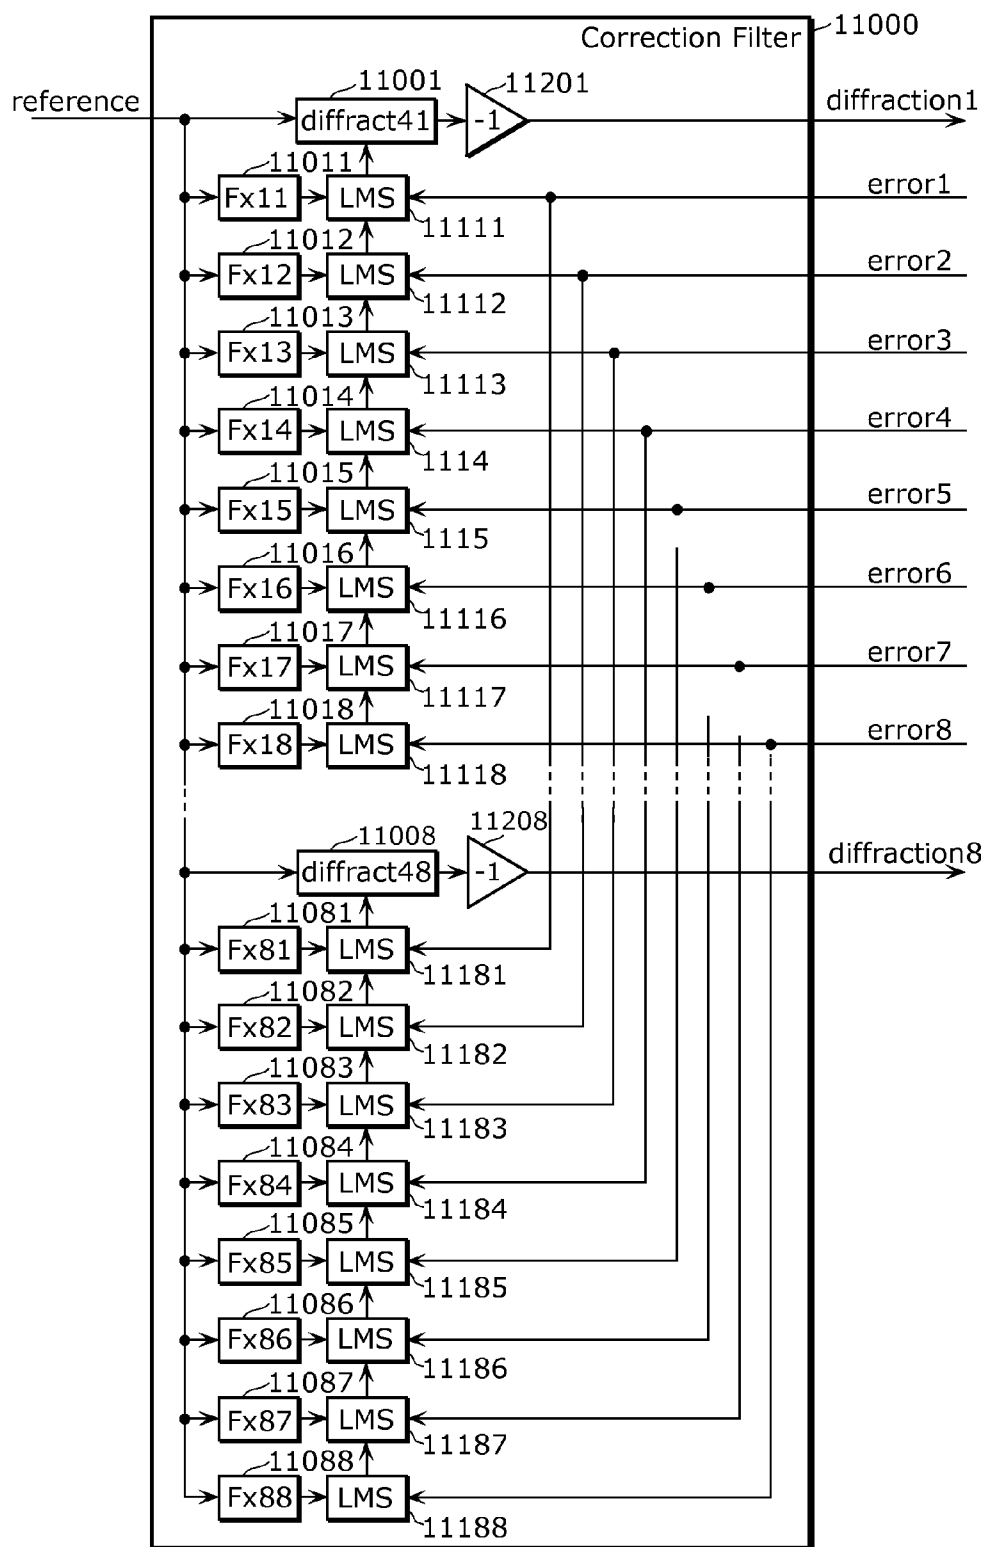 11000
Correction Filter
11001
11201
reference
diffract41
-1
diffraction1
11011
Fx11
LMS
error1
11111
11012
Fx12
LMS
error2
11112
11013
Fx13
LMS
error3
11113
11014
Fx14
LMS
error4
1114
11015
Fx15
LMS
error5
1115
11016
Fx16
LMS
error6
11116
11017
Fx17
LMS
error7
11117
11018
Fx18
LMS
error8
11118
11008
11208
diffract48
-1
diffraction8
11081
Fx81
LMS
11181
11082
Fx82
LMS
11182
11083
Fx83
LMS
11183
11084
Fx84
LMS
11184
11085
Fx85
LMS
11185
11086
Fx86
LMS
11186
11087
Fx87
LMS
11187
11088
Fx88
LMS
11188